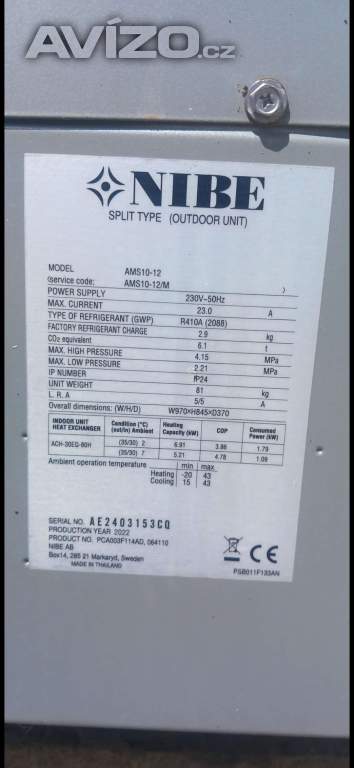 AVÍZO.cz
NIBE
SPLIT TYPE (OUTDOOR UNIT)
MODEL AMS10-12
(service code: AMS10-12/M )
POWER SUPPLY 230V~50Hz
MAX. CURRENT 23.0 A
TYPE OF REFRIGERANT (GWP) R410A (2088)
FACTORY REFRIGERANT CHARGE 2.9 kg
CO2 equivalent 6.1 t
MAX. HIGH PRESSURE 4.15 MPa
MAX. LOW PRESSURE 2.21 MPa
IP NUMBER IP24
UNIT WEIGHT 81 kg
L. R. A 5/5 A
Overall dimensions: (W/H/D) W970×H845×D370
INDOOR UNIT HEAT EXCHANGER Condition (°C) (out/in) Ambient Heating Capacity (kW) COP Consumed Power (kW)
ACH-30EQ-80H (35/30) 2 6.91 3.86 1.79
(35/30) 7 5.21 4.78 1.09
Ambient operation temperature min max
Heating -20 43
Cooling 15 43
SERIAL NO. AE2403153CQ
PRODUCTION YEAR 2022
PRODUCT NO. PCA003F114AD, 064110
NIBE AB
Box14, 285 21 Markaryd, Sweden
MADE IN THAILAND
CE
PSB011F133AN